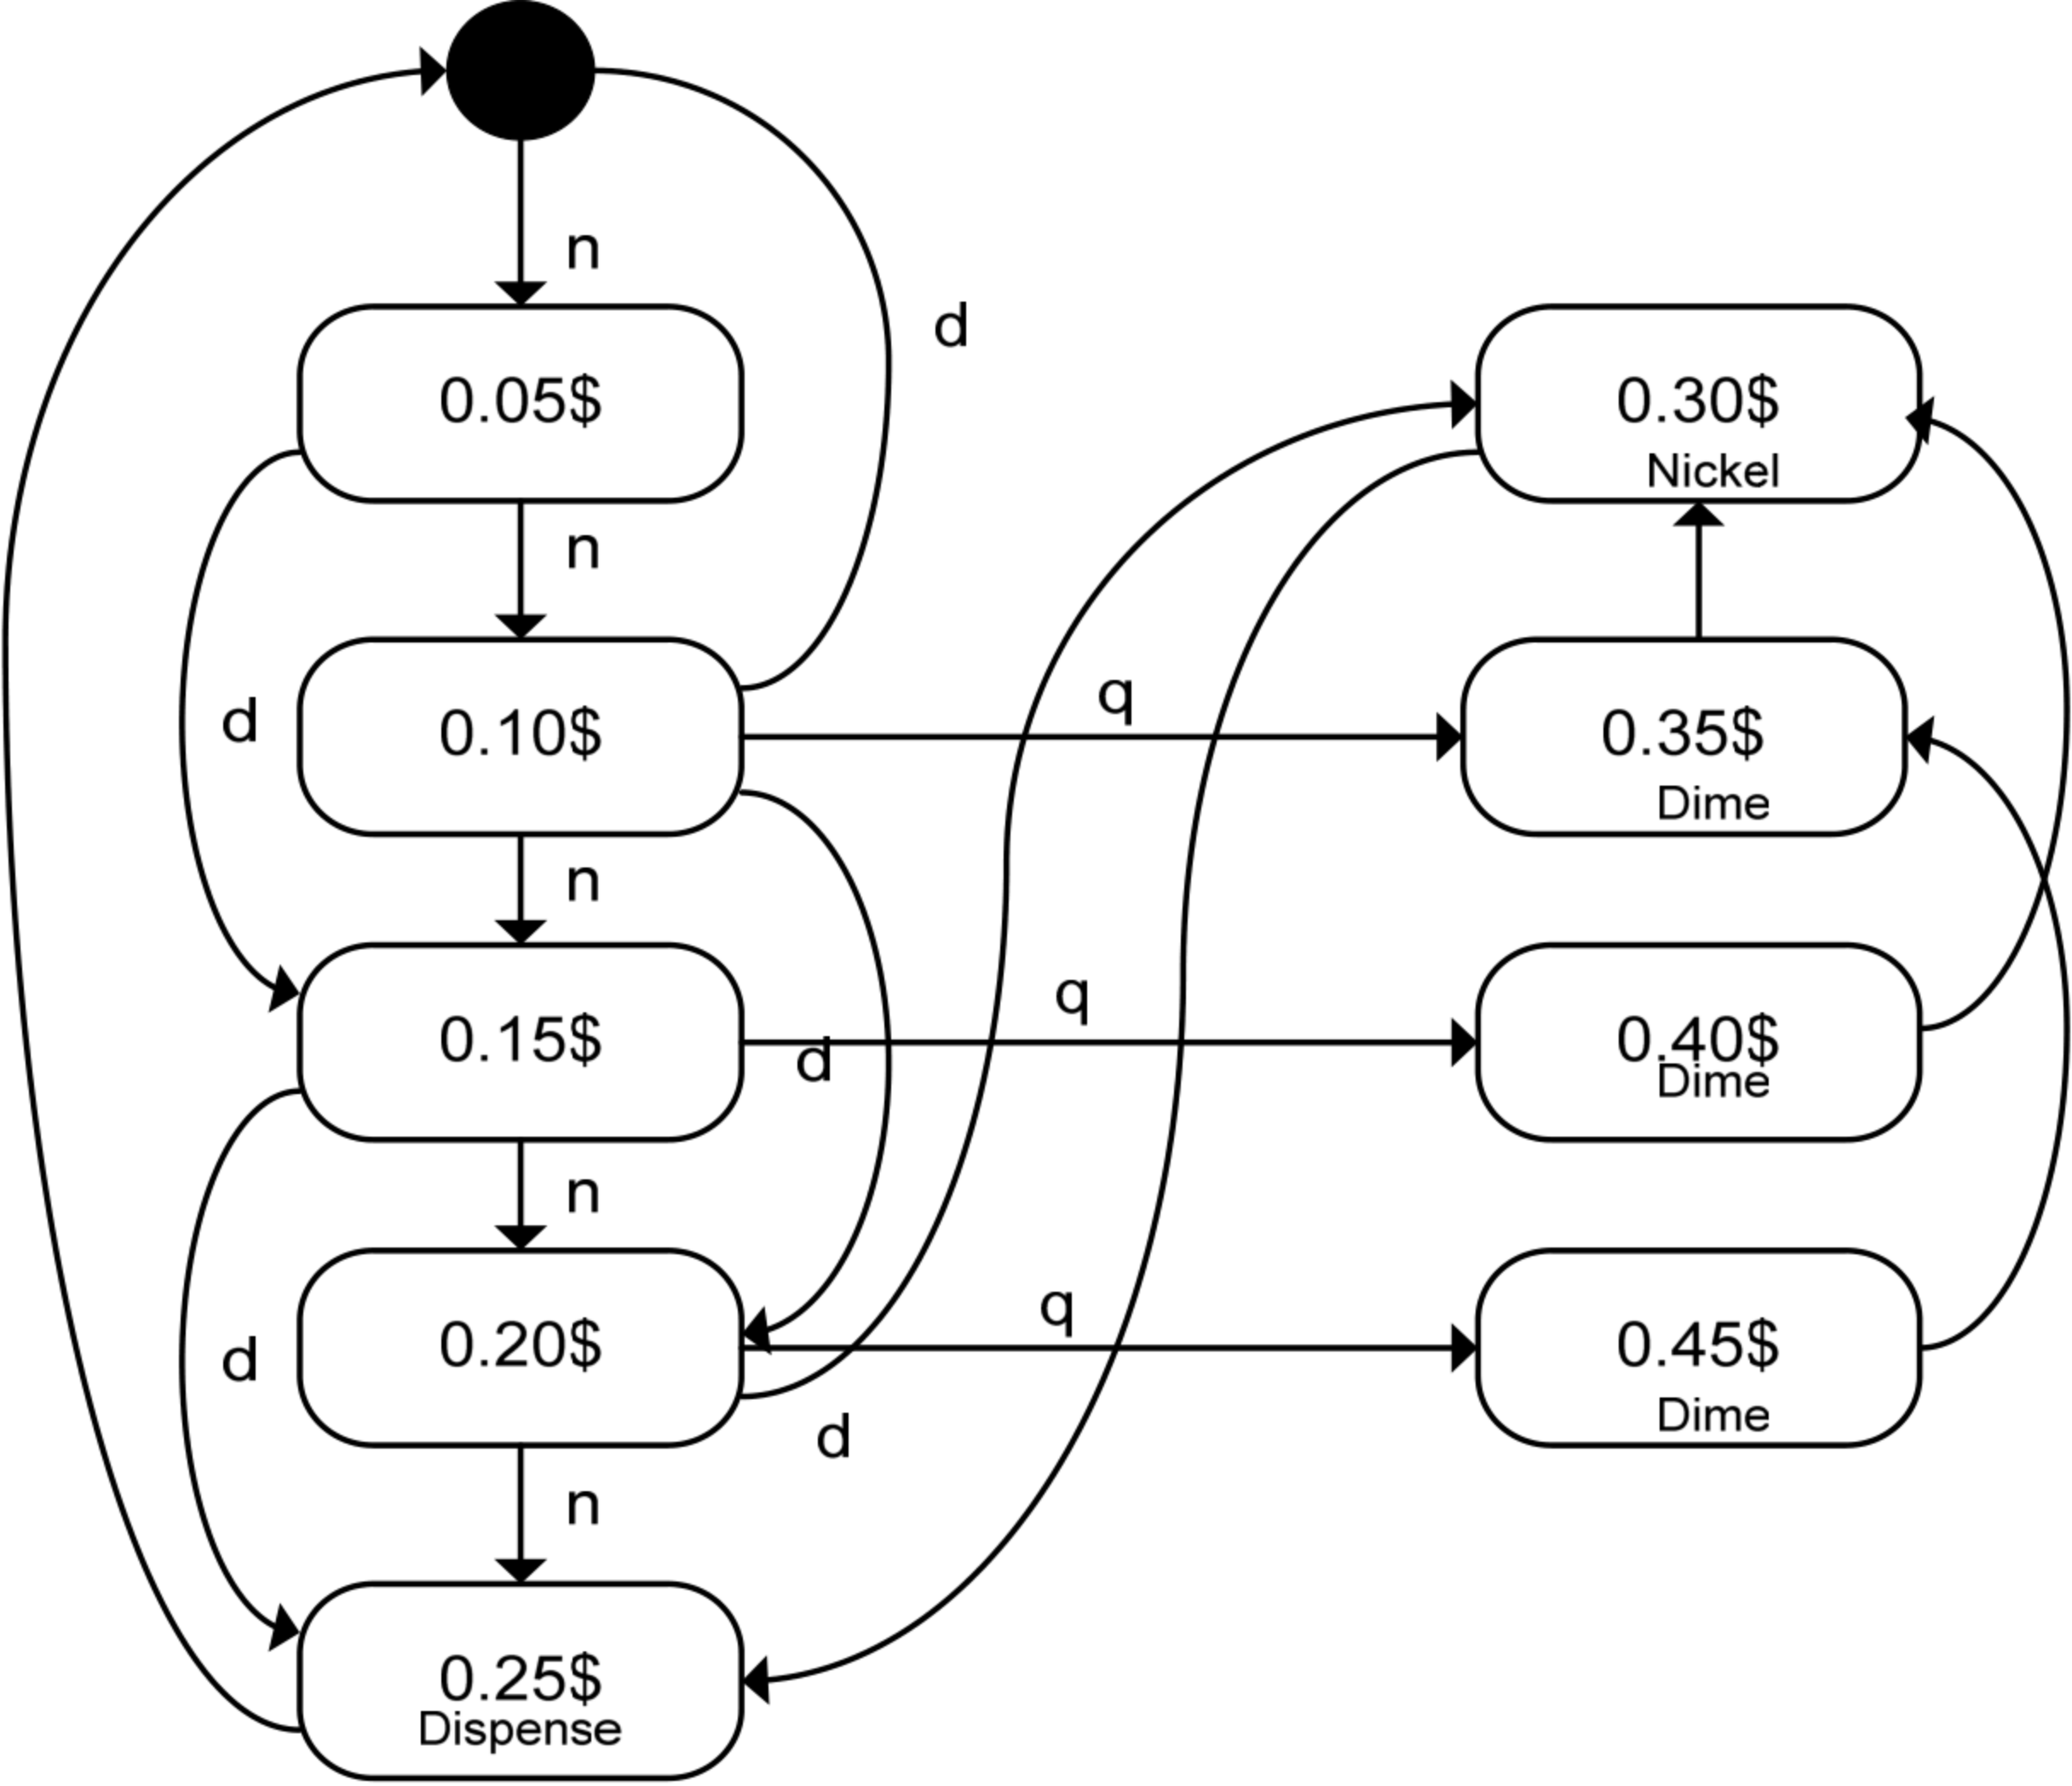 n
d
0.05$
0.30$
Nickel
n
d
0.10$
q
0.35$
Dime
n
0.15$
q
d
0.40$
Dime
n
d
0.20$
q
0.45$
Dime
d
n
0.25$
Dispense